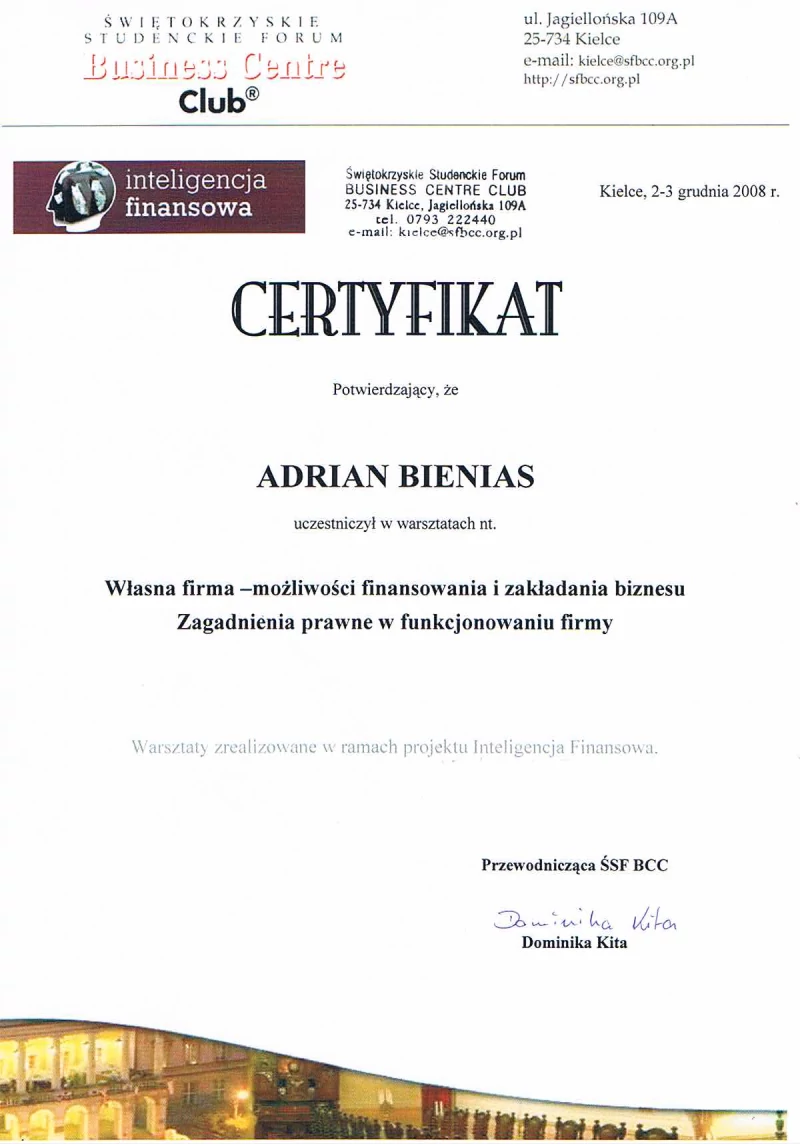 ŚWIĘTOKRZYSKIE
STUDENCKIE FORUM
Business Centre
Club®
ul. Jagiellońska 109A
25-734 Kielce
e-mail: kielce@sfbcc.org.pl
http://sfbcc.org.pl
inteligencja
finansowa
Świętokrzyskie Studenckie Forum
BUSINESS CENTRE CLUB
25-734 Kielce, Jagiellońska 109A
tel. 0793 222440
e-mail: kielce@sfbcc.org.pl
Kielce, 2-3 grudnia 2008 r.
CERTYFIKAT
Potwierdzający, że
ADRIAN BIENIAS
uczestniczył w warsztatach nt.
Własna firma –możliwości finansowania i zakładania biznesu
Zagadnienia prawne w funkcjonowaniu firmy
Warsztaty zrealizowane w ramach projektu Inteligencja Finansowa.
Przewodnicząca ŚSF BCC
Dominika Kita
Dominika Kita